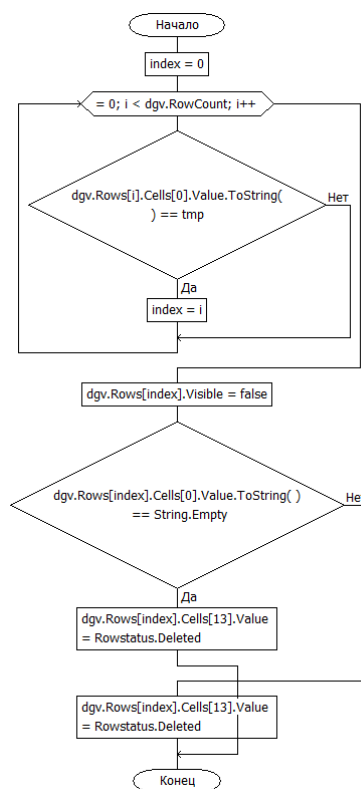 Начало
index = 0
= 0; i < dgv.RowCount; i++
dgv.Rows[i].Cells[0].Value.ToString(
) == tmp
Нет
Да
index = i
dgv.Rows[index].Visible = false
dgv.Rows[index].Cells[0].Value.ToString( )
== String.Empty
Нет
Да
dgv.Rows[index].Cells[13].Value
= Rowstatus.Deleted
dgv.Rows[index].Cells[13].Value
= Rowstatus.Deleted
Конец